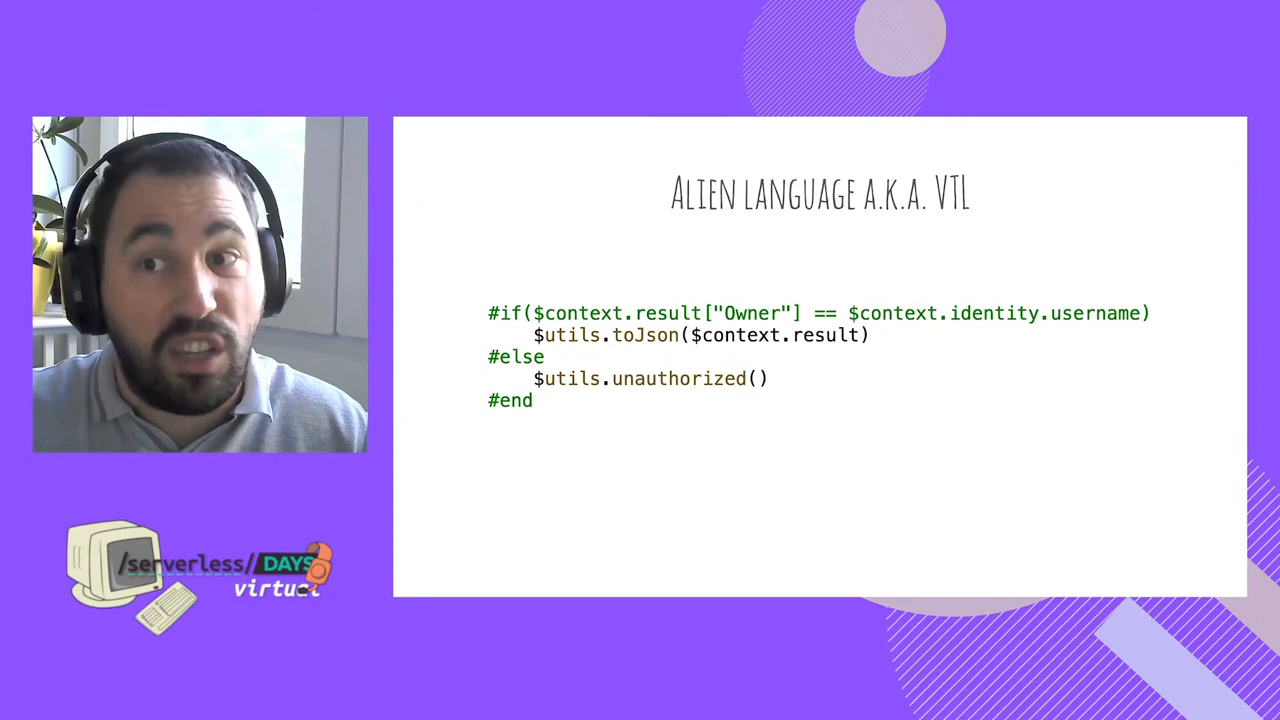 ALIEN LANGUAGE A.K.A. VTL
#if($context.result["Owner"] == $context.identity.username)
    $utils.toJson($context.result)
#else
    $utils.unauthorized()
#end
/serverless/DAYS
virtual